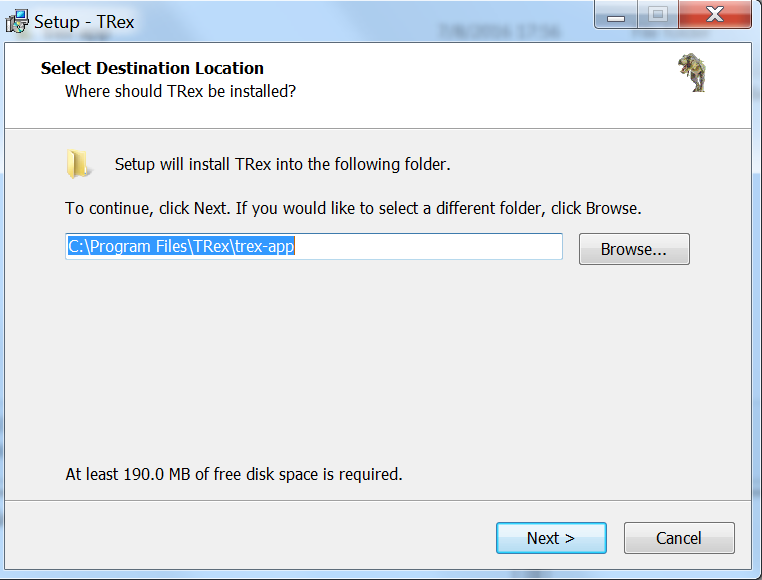 Setup - TRex
Select Destination Location
Where should TRex be installed?
Setup will install TRex into the following folder.
To continue, click Next. If you would like to select a different folder, click Browse.
C:\Program Files\TRex\trex-app
Browse...
At least 190.0 MB of free disk space is required.
Next >
Cancel